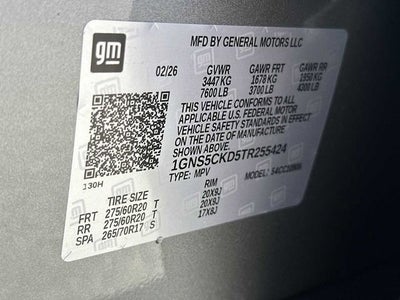 gm
MFD BY GENERAL MOTORS LLC
02/26 GVWR GAWR FRT GAWR RR
3447 KG 1678 KG 1950 KG
7600 LB 3700 LB 4300 LB
THIS VEHICLE CONFORMS TO ALL
APPLICABLE U.S. FEDERAL MOTOR
VEHICLE SAFETY STANDARDS IN EFFECT
ON THE DATE OF MANUFACTURE
SHOWN ABOVE.
1GNS5CKD5TR255424
TYPE: MPV MODEL:
130H
TIRE SIZE RIM
FRT 275/60R20 T 20X9J
RR 275/60R20 T 20X9J
SPA 265/70R17 S 17X8J